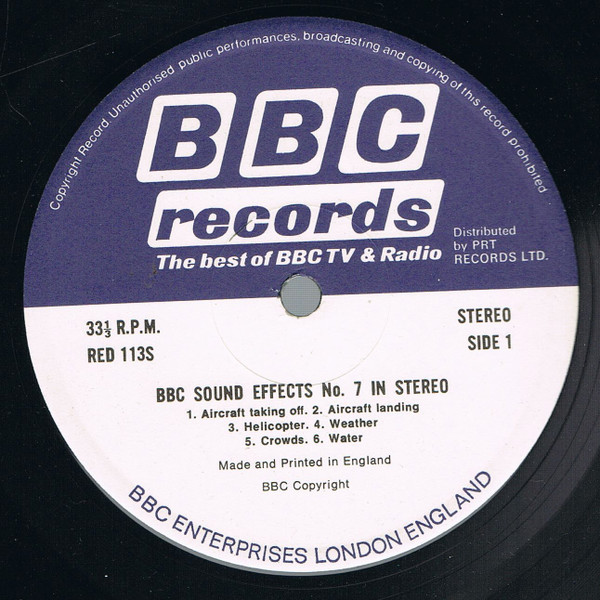 Copyright Record. Unauthorised public performances, broadcasting and copying of this record prohibited
BBC
records
The best of BBC TV & Radio
Distributed
by PRT
RECORDS LTD.
33⅓ R.P.M.
RED 113S
STEREO
SIDE 1
BBC SOUND EFFECTS No. 7 IN STEREO
1. Aircraft taking off. 2. Aircraft landing
3. Helicopter. 4. Weather
5. Crowds. 6. Water
Made and Printed in England
BBC Copyright
BBC ENTERPRISES LONDON ENGLAND